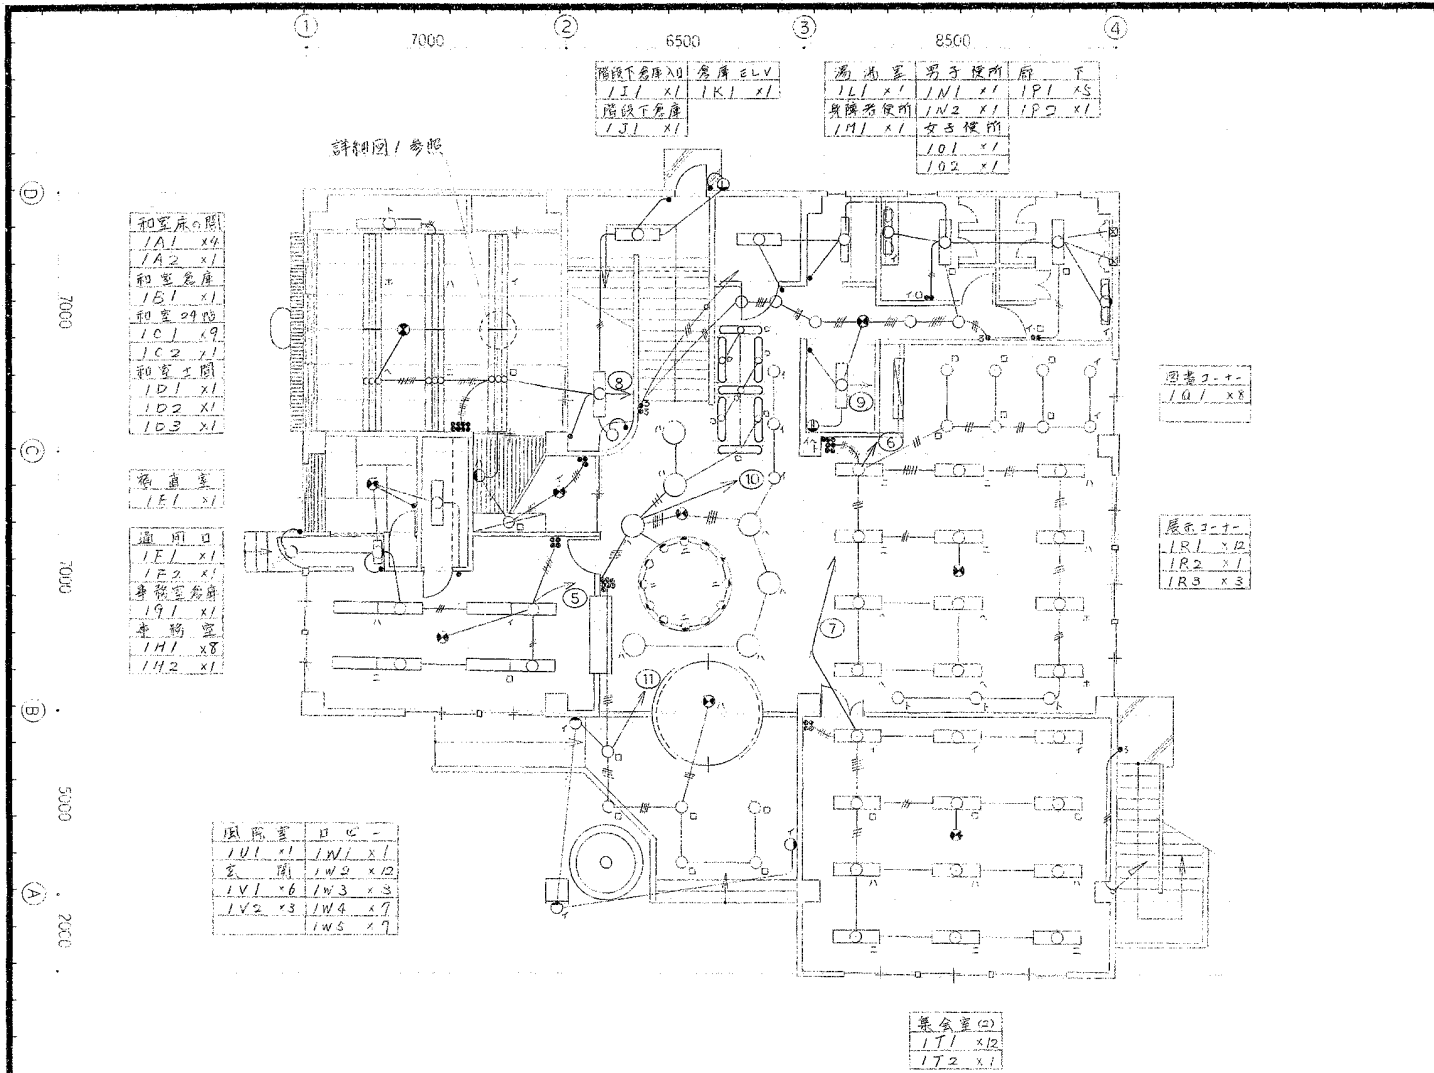 ① ② ③ ④
7000 6500 8500
階段下倉庫入口 倉庫 ELV
1I1 ×1 1K1 ×1
階段下倉庫
1J1 ×1
湯沸室 男子便所 廊下
1L1 ×1 1N1 ×1 1P1 ×5
身障者便所 1N2 ×1 1P2 ×1
1M1 ×1 女子便所
1O1 ×1
1O2 ×1
詳細図1参照
D
和室床の間
1A1 ×4
1A2 ×1
和室倉庫
1B1 ×1
1C1 ×9
1C2 ×1
和室土間
1D1 ×1
1D2 ×1
1D3 ×1
7000
C
宿直室
1E1 ×1
通用口
1F1 ×1
1F2 ×1
事務室倉庫
1G1 ×1
事務室
1H1 ×8
1H2 ×1
7000
図書コーナー
1Q1 ×8
展示コーナー
1R1 ×12
1R2 ×1
1R3 ×3
⑧
⑨
⑥
⑩
⑤
⑦
⑪
B
5000
風除室 ロビー
1U1 ×1 1W1 ×1
玄関 1W2 ×12
1V1 ×6 1W3 ×3
1V2 ×3 1W4 ×7
1W5 ×7
A
2000
集会室(2)
1T1 ×12
1T2 ×1